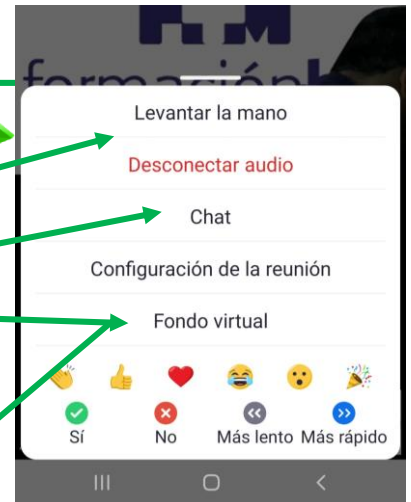 formación
Levantar la mano
Desconectar audio
Chat
Configuración de la reunión
Fondo virtual
Sí No Más lento Más rápido